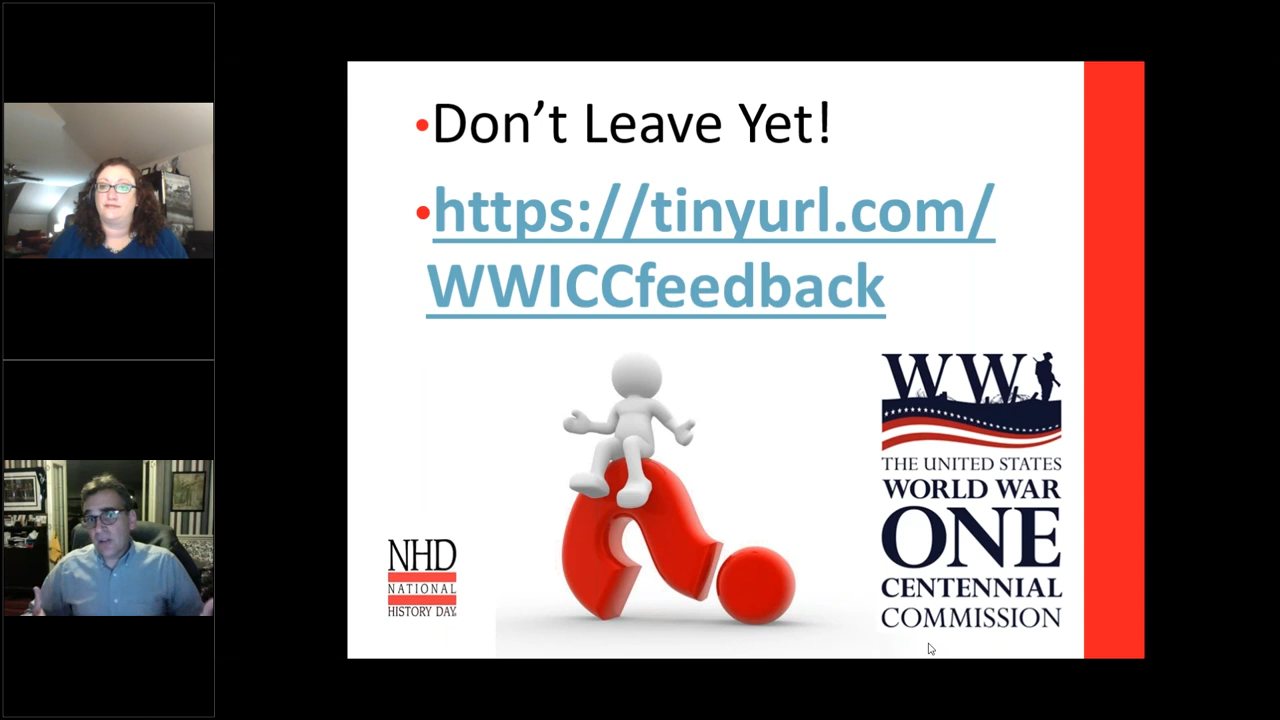 •Don’t Leave Yet!
•https://tinyurl.com/
WWICCfeedback
NHD
NATIONAL
HISTORY DAY
WW1
THE UNITED STATES
WORLD WAR
ONE
CENTENNIAL
COMMISSION